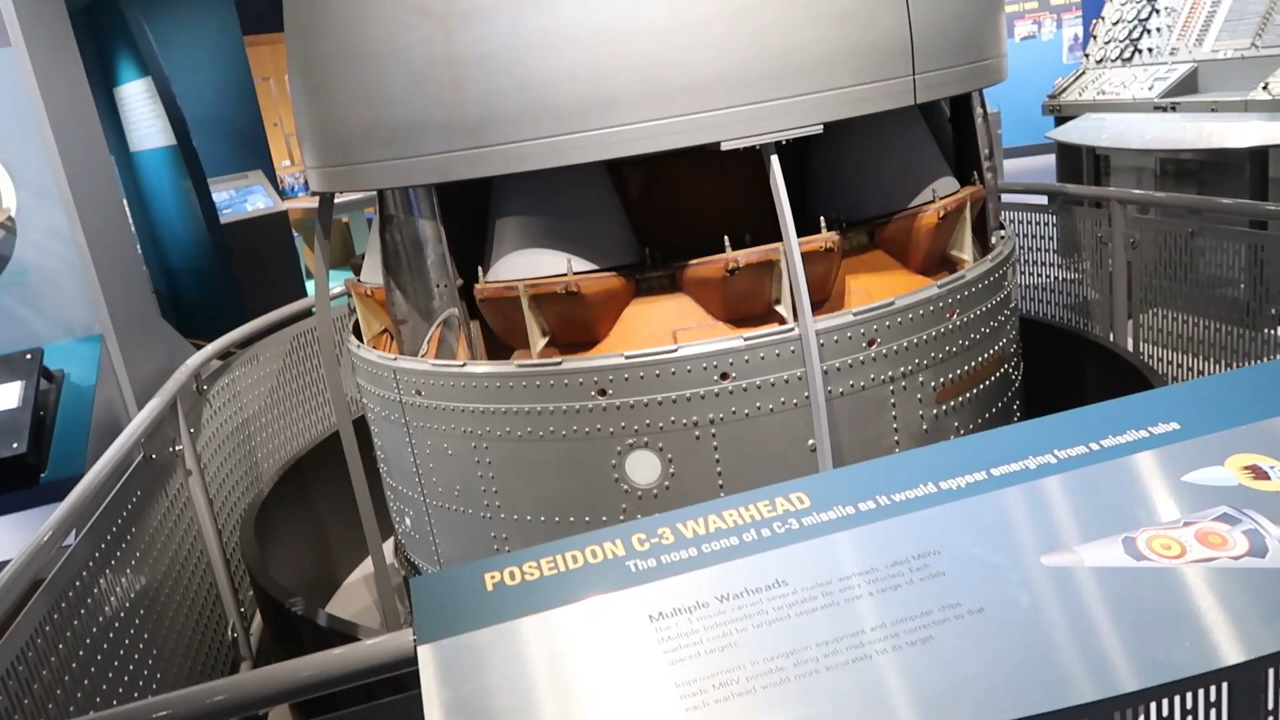 POSEIDON C-3 WARHEAD
The nose cone of a C-3 missile as it would appear emerging from a missile tube
Multiple Warheads
The C-3 missile carried several nuclear warheads, called MIRVs
(Multiple Independently targetable Re-entry Vehicles). Each
warhead could be targeted separately over a range of widely
spaced targets.
Improvements in navigation equipment and computer chips
made MIRV possible, along with mid-course correction so that
each warhead would more accurately hit its target.